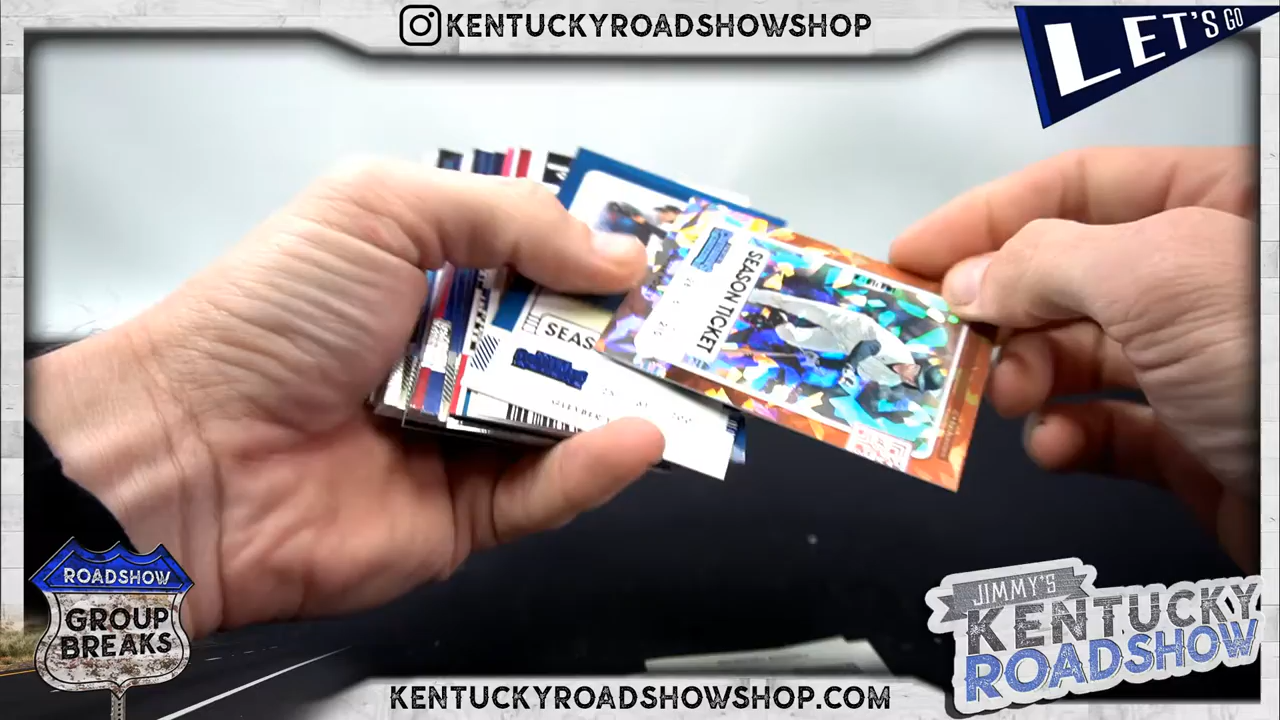 KENTUCKYROADSHOWSHOP
LET'S GO
SEASON TICKET
SEAS
ROADSHOW
GROUP
BREAKS
JIMMY'S
KENTUCKY
ROADSHOW
KENTUCKYROADSHOWSHOP.COM